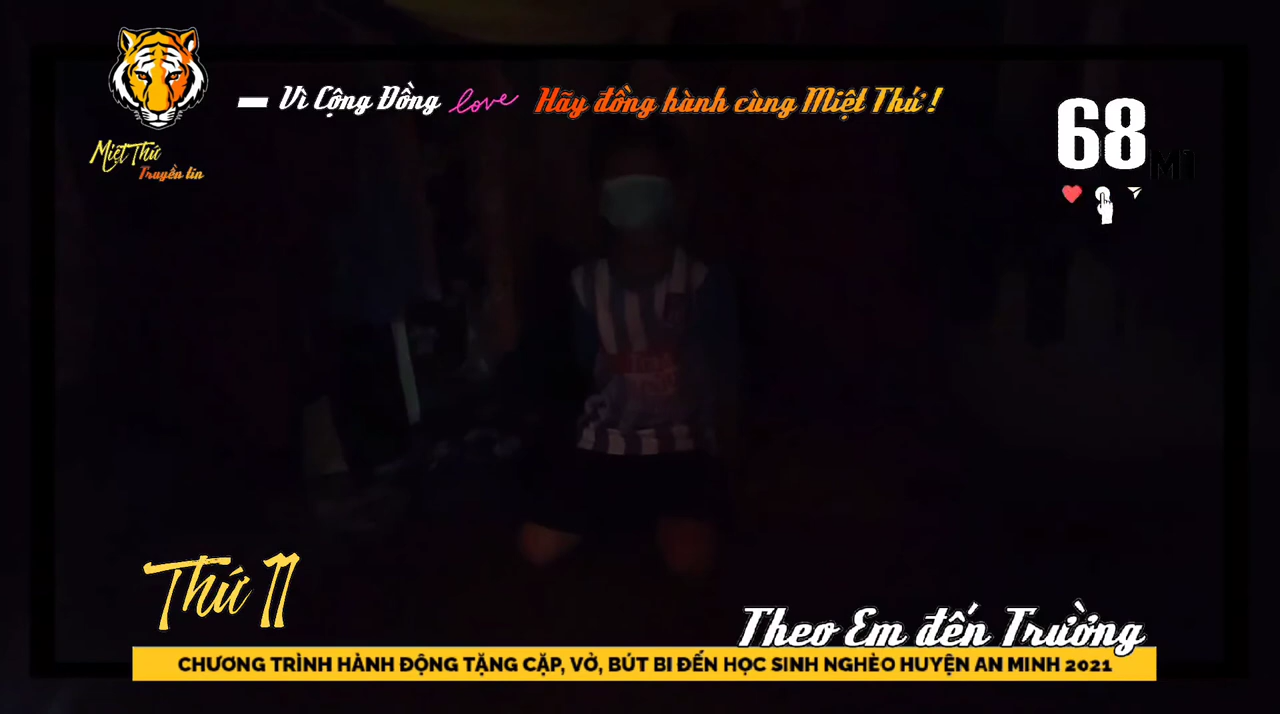 Vì Cộng Đồng love Hãy đồng hành cùng Miệt Thứ !
68
M1
Miệt Thứ
Truyền tin
Thứ 11
Theo Em đến Trường
CHƯƠNG TRÌNH HÀNH ĐỘNG TẶNG CẶP, VỞ, BÚT BI ĐẾN HỌC SINH NGHÈO HUYỆN AN MINH 2021